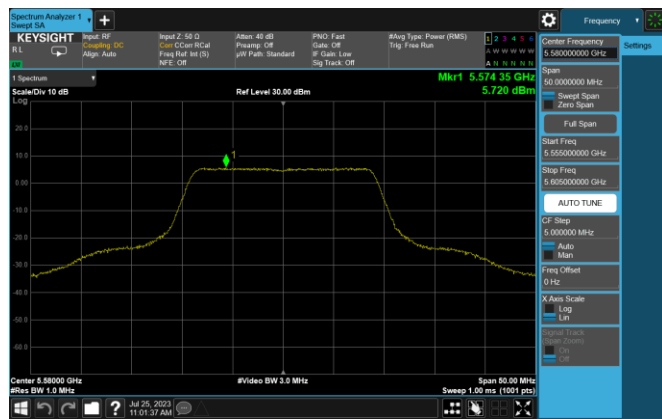 Spectrum Analyzer 1
Swept SA
+
Frequency
KEYSIGHT
R L
Input: RF
Coupling: DC
Align: Auto
Input Z: 50 Ω
Corr CCorr RCal
Freq Ref: Int (S)
NFE: Off
Atten: 40 dB
Preamp: Off
µW Path: Standard
PNO: Fast
Gate: Off
IF Gain: Low
Sig Track: Off
#Avg Type: Power (RMS)
Trig: Free Run
1 2 3 4 5 6
A W W W W W
A N N N N N
1 Spectrum
Scale/Div 10 dB
Log
Ref Level 30.00 dBm
Mkr1 5.574 35 GHz
5.720 dBm
1
20.0
10.0
0.00
-10.0
-20.0
-30.0
-40.0
-50.0
-60.0
Center 5.58000 GHz
#Res BW 1.0 MHz
#Video BW 3.0 MHz
Span 50.00 MHz
Sweep 1.00 ms (1001 pts)
Center Frequency
5.580000000 GHz
Settings
Span
50.0000000 MHz
Swept Span
Zero Span
Full Span
Start Freq
5.555000000 GHz
Stop Freq
5.605000000 GHz
AUTO TUNE
CF Step
5.000000 MHz
Auto
Man
Freq Offset
0 Hz
X Axis Scale
Log
Lin
Signal Track
(Span Zoom)
On
Off
?
Jul 25, 2023
11:01:37 AM